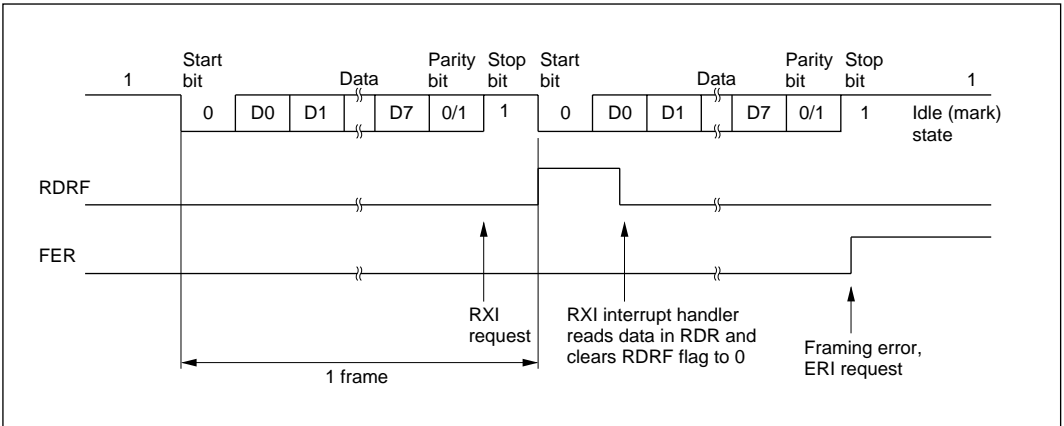 Start Parity Stop Start Parity Stop
1 bit Data bit bit bit Data bit bit 1
0 D0 D1 D7 0/1 1 0 D0 D1 D7 0/1 1 Idle (mark)
state
RDRF
FER
RXI
request
RXI interrupt handler
reads data in RDR and
clears RDRF flag to 0
Framing error,
ERI request
1 frame